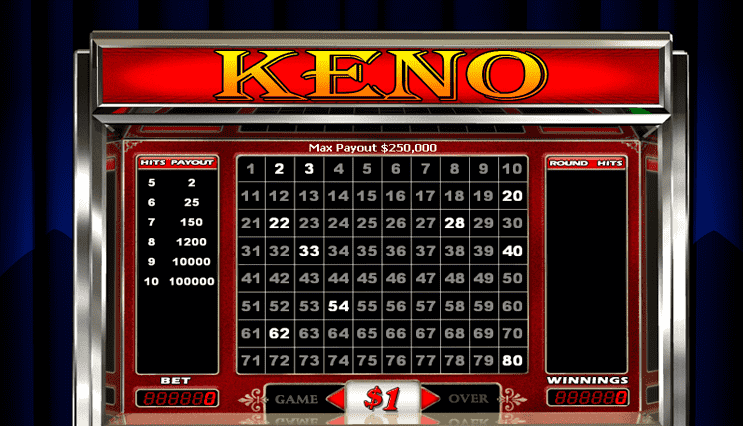 KENO
Max Payout $250,000
HITS PAYOUT
5 2
6 25
7 150
8 1200
9 10000
10 100000
1 2 3 4 5 6 7 8 9 10
11 12 13 14 15 16 17 18 19 20
21 22 23 24 25 26 27 28 29 30
31 32 33 34 35 36 37 38 39 40
41 42 43 44 45 46 47 48 49 50
51 52 53 54 55 56 57 58 59 60
61 62 63 64 65 66 67 68 69 70
71 72 73 74 75 76 77 78 79 80
ROUND HITS
BET
0
GAME $1 OVER
WINNINGS
0